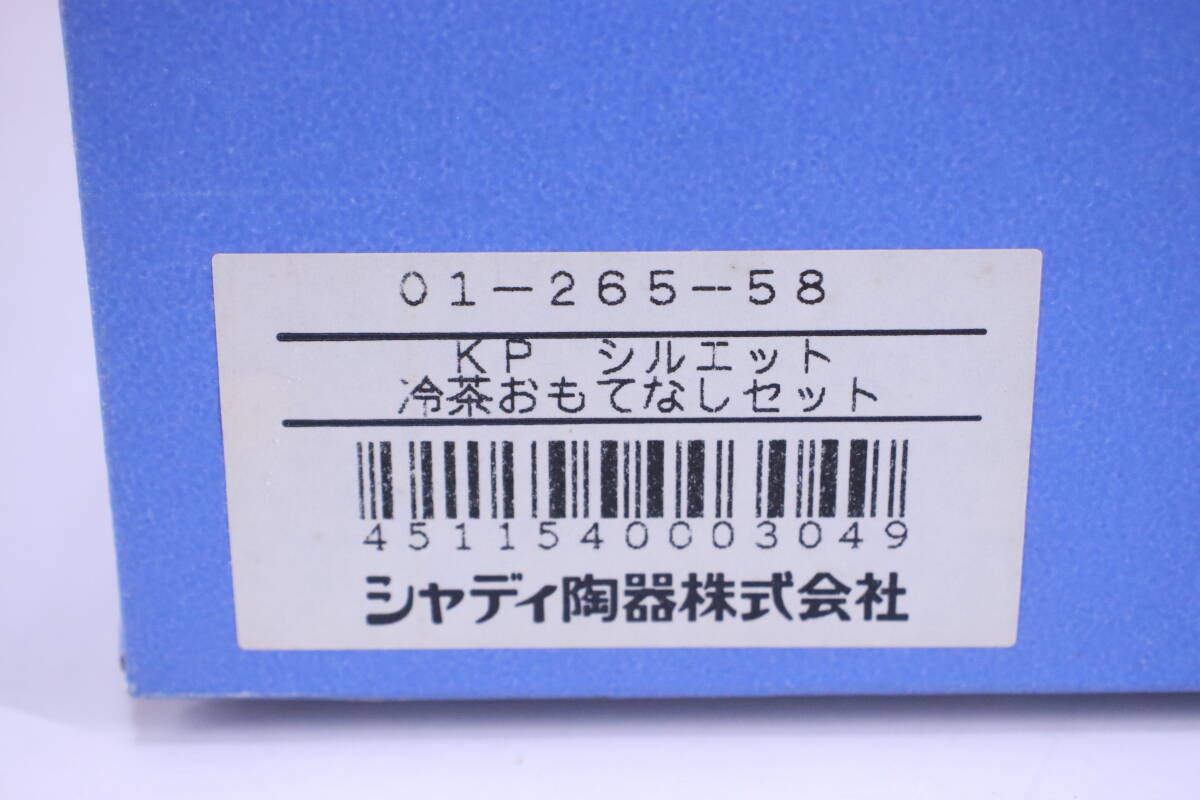 01-265-58
KP シルエット
冷茶おもてなしセット
4511540003049
シャディ陶器株式会社